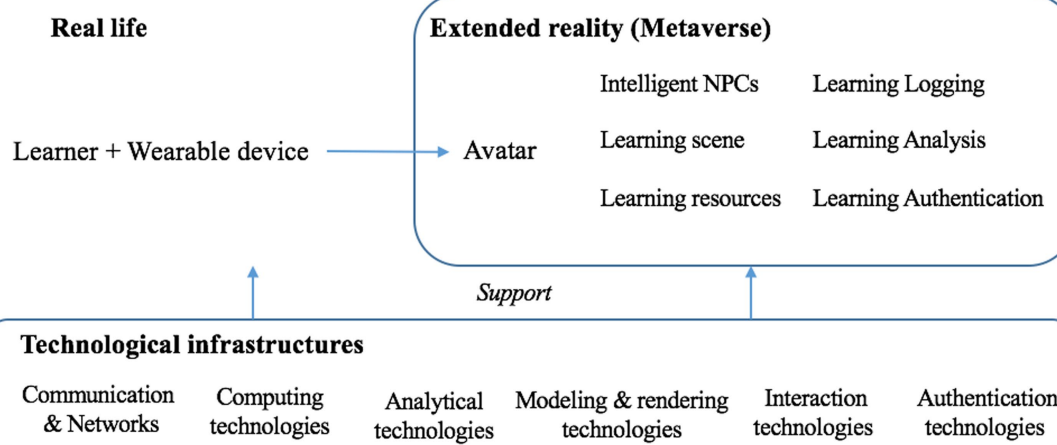 Real life
Extended reality (Metaverse)
Intelligent NPCs
Learning Logging
Learner + Wearable device
Avatar
Learning scene
Learning Analysis
Learning resources
Learning Authentication
Support
Technological infrastructures
Communication
& Networks
Computing
technologies
Analytical
technologies
Modeling & rendering
technologies
Interaction
technologies
Authentication
technologies